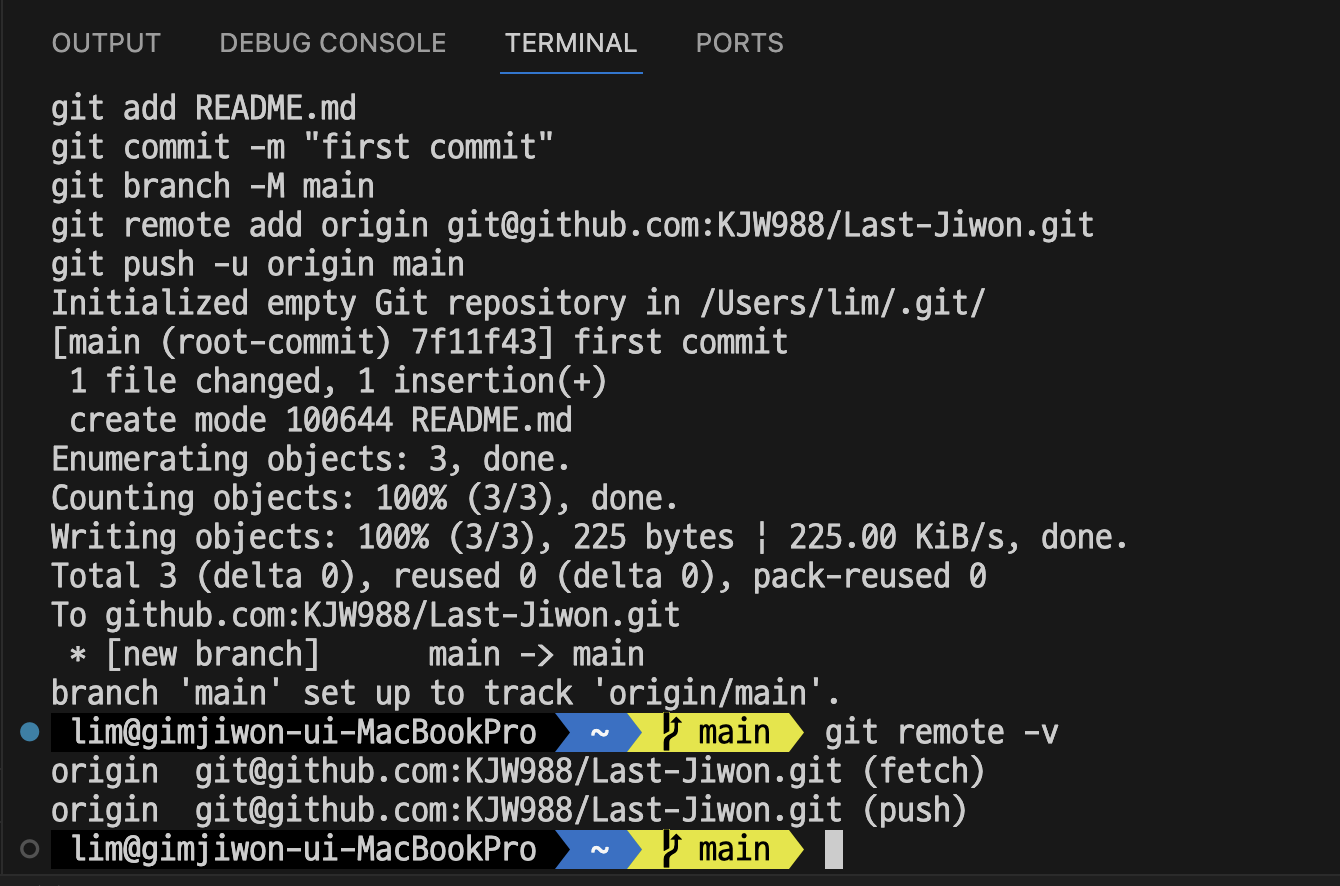 OUTPUT DEBUG CONSOLE TERMINAL PORTS
git add README.md
git commit -m "first commit"
git branch -M main
git remote add origin git@github.com:KJW988/Last-Jiwon.git
git push -u origin main
Initialized empty Git repository in /Users/lim/.git/
[main (root-commit) 7f11f43] first commit
 1 file changed, 1 insertion(+)
 create mode 100644 README.md
Enumerating objects: 3, done.
Counting objects: 100% (3/3), done.
Writing objects: 100% (3/3), 225 bytes | 225.00 KiB/s, done.
Total 3 (delta 0), reused 0 (delta 0), pack-reused 0
To github.com:KJW988/Last-Jiwon.git
 * [new branch]      main -> main
branch 'main' set up to track 'origin/main'.
lim@gimjiwon-ui-MacBookPro ~ main git remote -v
origin  git@github.com:KJW988/Last-Jiwon.git (fetch)
origin  git@github.com:KJW988/Last-Jiwon.git (push)
lim@gimjiwon-ui-MacBookPro ~ main